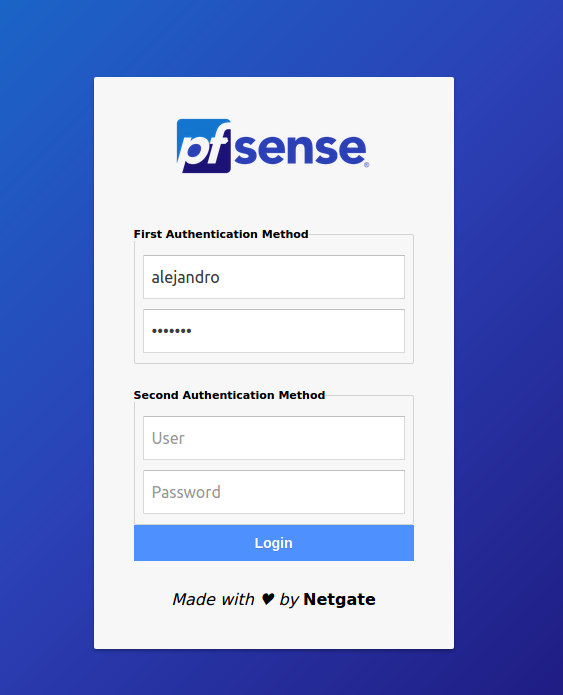 pfsense®
First Authentication Method
alejandro
•••••••
Second Authentication Method
User
Password
Login
Made with ♥ by Netgate